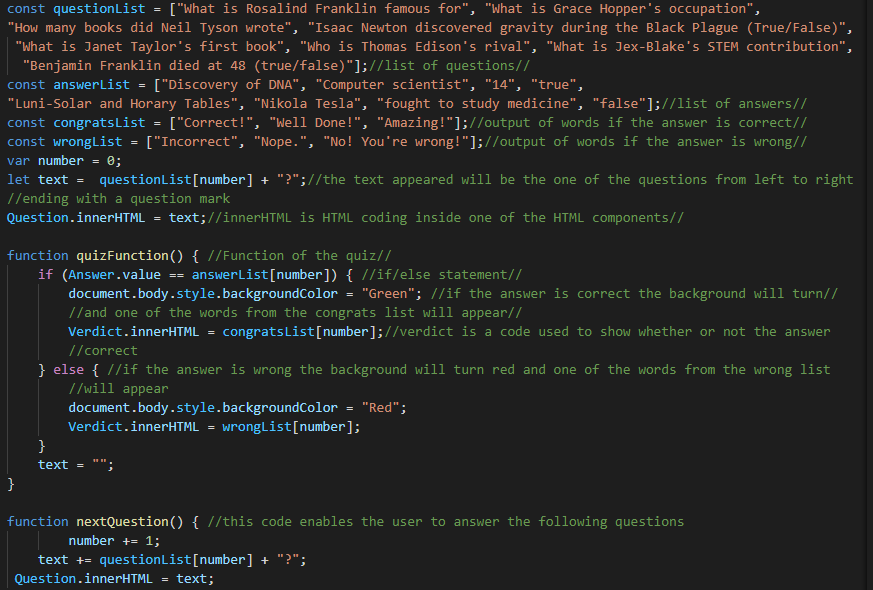 const questionList = ["What is Rosalind Franklin famous for", "What is Grace Hopper's occupation",
"How many books did Neil Tyson wrote", "Isaac Newton discovered gravity during the Black Plague (True/False)",
"What is Janet Taylor's first book", "Who is Thomas Edison's rival", "What is Jex-Blake's STEM contribution",
"Benjamin Franklin died at 48 (true/false)"];//list of questions//
const answerList = ["Discovery of DNA", "Computer scientist", "14", "true",
"Luni-Solar and Horary Tables", "Nikola Tesla", "fought to study medicine", "false"];//list of answers//
const congratsList = ["Correct!", "Well Done!", "Amazing!"];//output of words if the answer is correct//
const wrongList = ["Incorrect", "Nope.", "No! You're wrong!"];//output of words if the answer is wrong//
var number = 0;
let text =  questionList[number] + "?";//the text appeared will be the one of the questions from left to right
//ending with a question mark
Question.innerHTML = text;//innerHTML is HTML coding inside one of the HTML components//

function quizFunction() { //Function of the quiz//
    if (Answer.value == answerList[number]) { //if/else statement//
        document.body.style.backgroundColor = "Green"; //if the answer is correct the background will turn//
        //and one of the words from the congrats list will appear//
        Verdict.innerHTML = congratsList[number];//verdict is a code used to show whether or not the answer
        //correct
    } else { //if the answer is wrong the background will turn red and one of the words from the wrong list
        //will appear
        document.body.style.backgroundColor = "Red";
        Verdict.innerHTML = wrongList[number];
    }
    text = "";
}

function nextQuestion() { //this code enables the user to answer the following questions
        number += 1;
    text += questionList[number] + "?";
 Question.innerHTML = text;